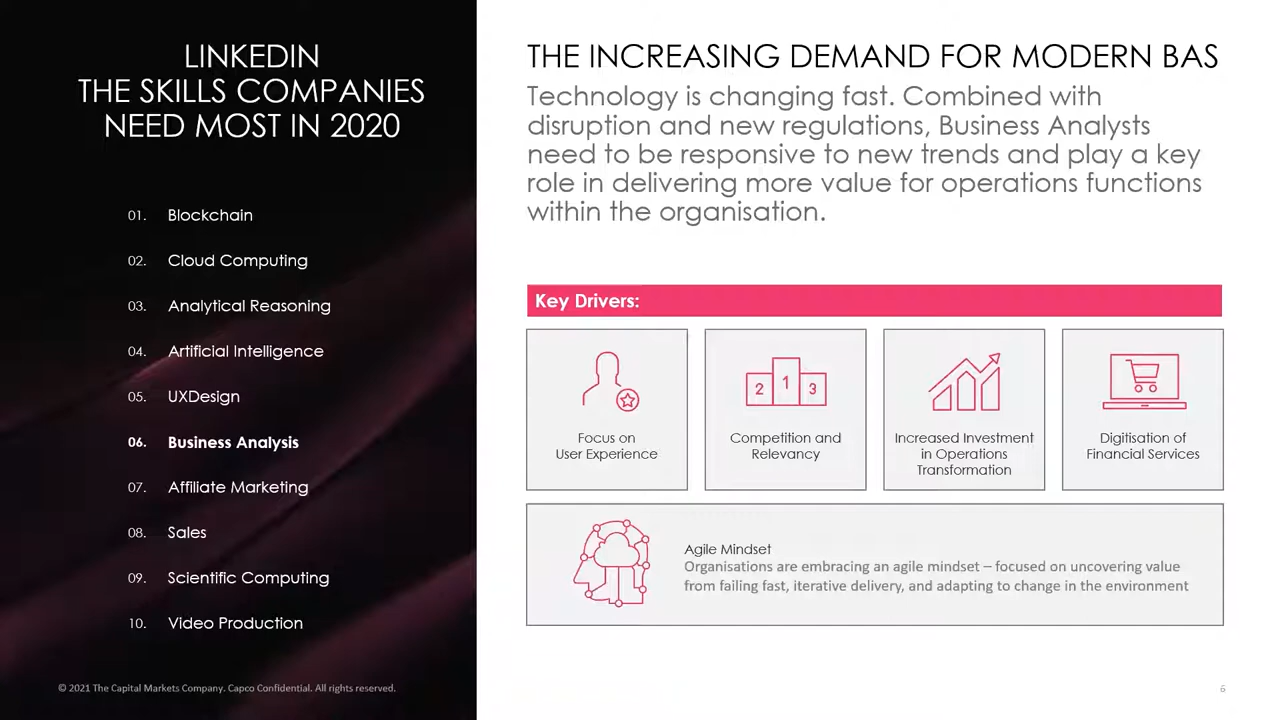 LINKEDIN
THE SKILLS COMPANIES
NEED MOST IN 2020
01. Blockchain
02. Cloud Computing
03. Analytical Reasoning
04. Artificial Intelligence
05. UXDesign
06. Business Analysis
07. Affiliate Marketing
08. Sales
09. Scientific Computing
10. Video Production
© 2021 The Capital Markets Company. Capco Confidential. All rights reserved.
THE INCREASING DEMAND FOR MODERN BAS
Technology is changing fast. Combined with
disruption and new regulations, Business Analysts
need to be responsive to new trends and play a key
role in delivering more value for operations functions
within the organisation.
Key Drivers:
Focus on
User Experience
2 1 3
Competition and
Relevancy
Increased Investment
in Operations
Transformation
Digitisation of
Financial Services
Agile Mindset
Organisations are embracing an agile mindset – focused on uncovering value
from failing fast, iterative delivery, and adapting to change in the environment
6